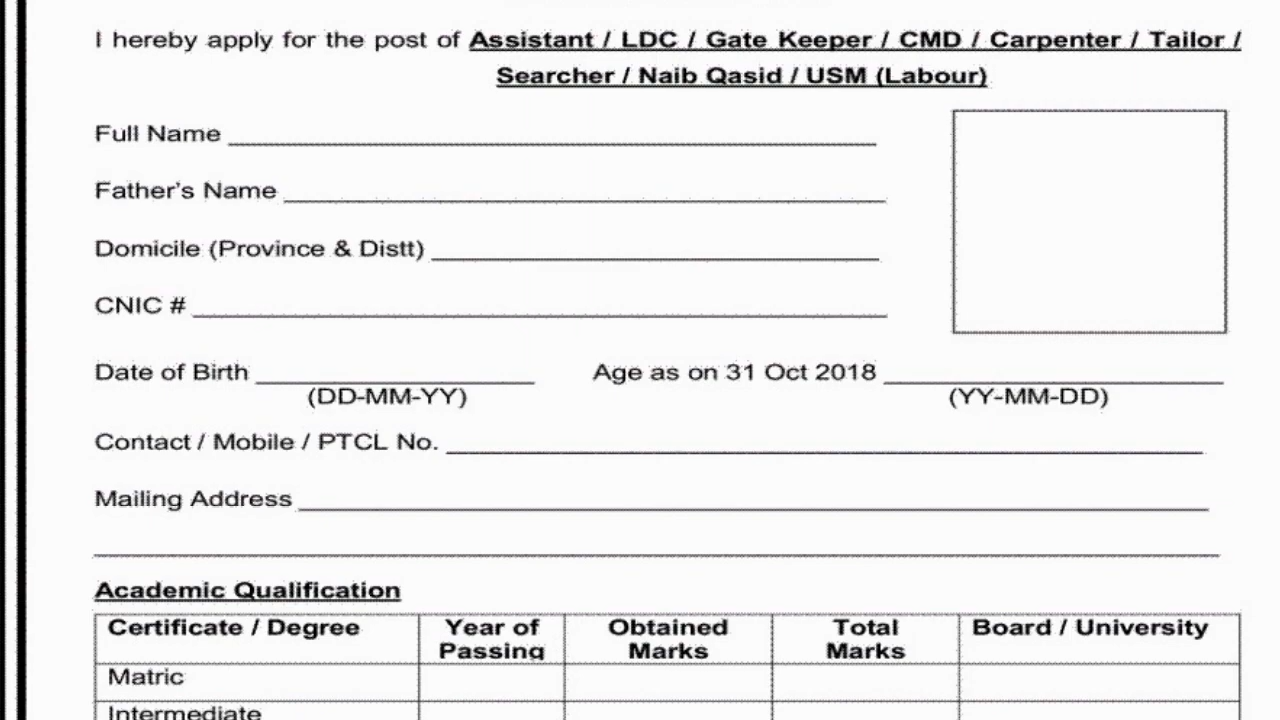 I hereby apply for the post of Assistant / LDC / Gate Keeper / CMD / Carpenter / Tailor /
Searcher / Naib Qasid / USM (Labour)
Full Name
Father's Name
Domicile (Province & Distt)
CNIC #
Date of Birth Age as on 31 Oct 2018
(DD-MM-YY) (YY-MM-DD)
Contact / Mobile / PTCL No.
Mailing Address
Academic Qualification
Certificate / Degree Year of Obtained Total Board / University
Passing Marks Marks
Matric
Intermediate